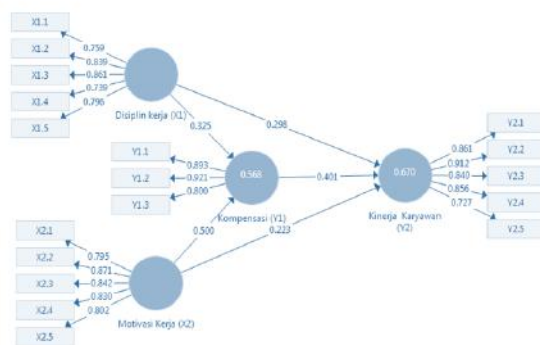 X1.1
X1.2
X1.3
X1.4
X1.5
0.759
0.839
0.861
0.739
0.796
Disiplin kerja (X1)
0.325
0.298
Y1.1
Y1.2
Y1.3
0.893
0.921
0.800
0.568
Kompensasi (Y1)
0.401
0.500
0.223
0.670
Kinerja Karyawan
(Y2)
0.861
0.912
0.840
0.856
0.727
Y2.1
Y2.2
Y2.3
Y2.4
Y2.5
X2.1
X2.2
X2.3
X2.4
X2.5
0.795
0.871
0.842
0.830
0.802
Motivasi Kerja (X2)